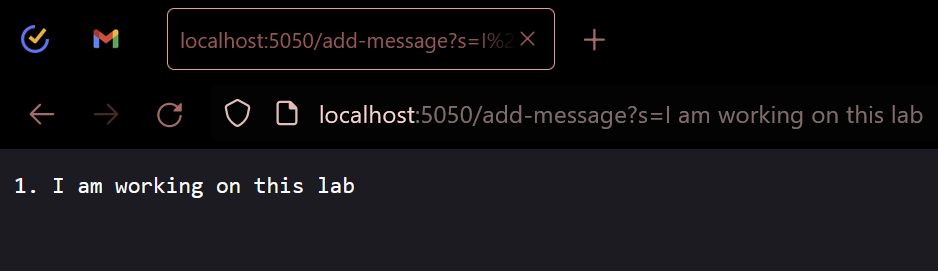 localhost:5050/add-message?s=I%2
localhost:5050/add-message?s=I am working on this lab
1. I am working on this lab